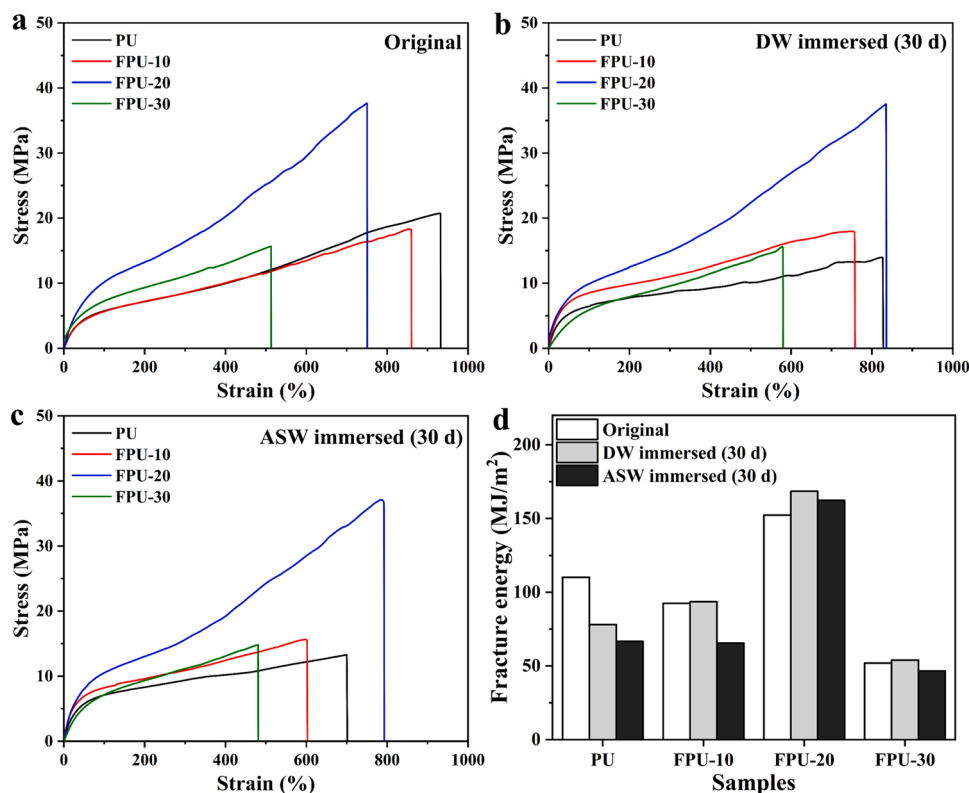 a
Original
PU
FPU-10
FPU-20
FPU-30
50
40
30
20
10
0
Stress (MPa)
0 200 400 600 800 1000
Strain (%)
b
DW immersed (30 d)
PU
FPU-10
FPU-20
FPU-30
50
40
30
20
10
0
Stress (MPa)
0 200 400 600 800 1000
Strain (%)
c
ASW immersed (30 d)
PU
FPU-10
FPU-20
FPU-30
50
40
30
20
10
0
Stress (MPa)
0 200 400 600 800 1000
Strain (%)
d
Original
DW immersed (30 d)
ASW immersed (30 d)
200
150
100
50
0
Fracture energy (MJ/m²)
PU FPU-10 FPU-20 FPU-30
Samples